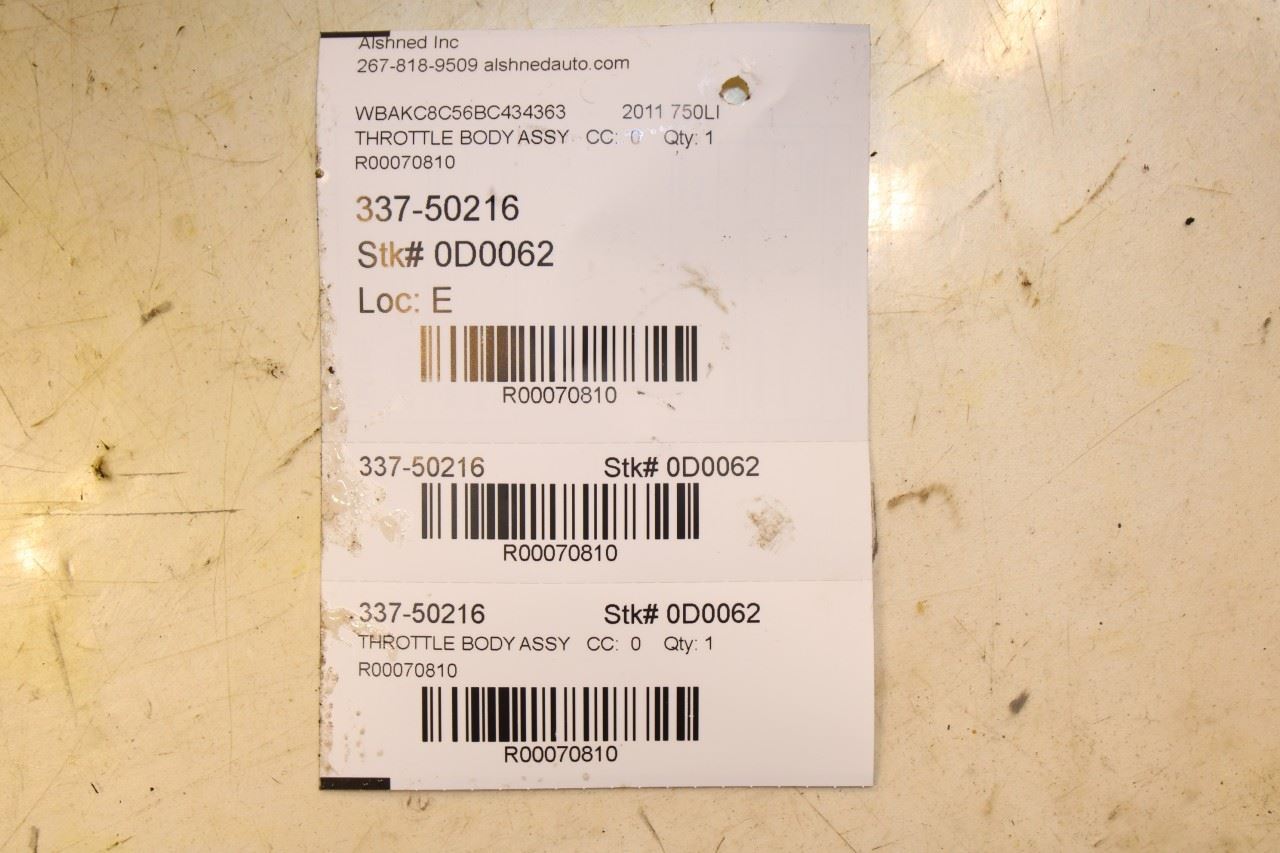 Alshned Inc
267-818-9509 alshnedauto.com
WBAKC8C56BC434363 2011 750LI
THROTTLE BODY ASSY CC: 0 Qty: 1
R00070810
337-50216
Stk# 0D0062
Loc: E
R00070810
337-50216 Stk# 0D0062
R00070810
337-50216 Stk# 0D0062
THROTTLE BODY ASSY CC: 0 Qty: 1
R00070810
R00070810